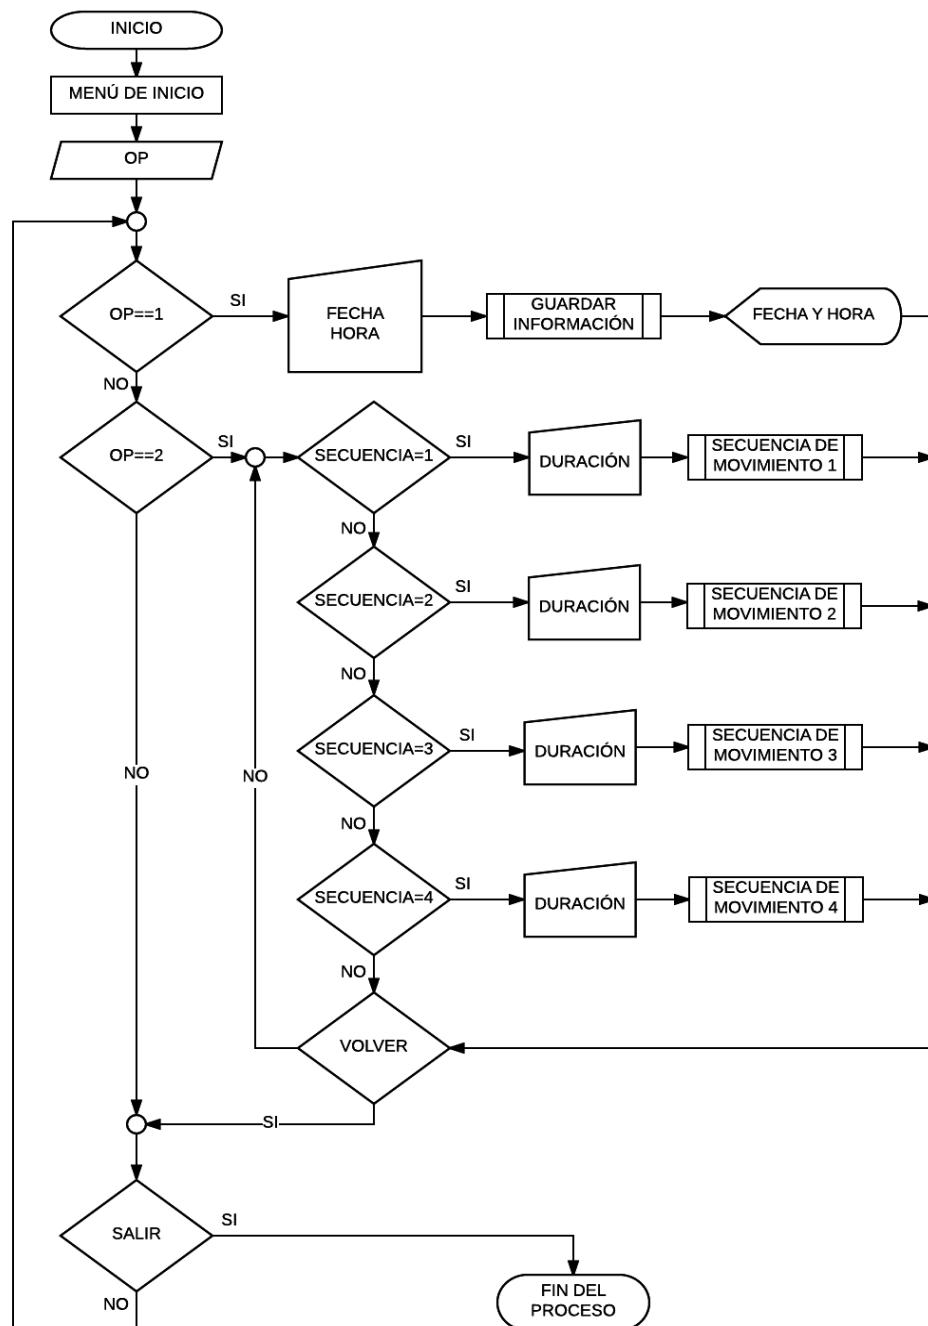 INICIO
MENÚ DE INICIO
OP
OP==1
SI
FECHA
HORA
GUARDAR
INFORMACIÓN
FECHA Y HORA
NO
OP==2
SI
SECUENCIA=1
SI
DURACIÓN
SECUENCIA DE
MOVIMIENTO 1
NO
SECUENCIA=2
SI
DURACIÓN
SECUENCIA DE
MOVIMIENTO 2
NO
SECUENCIA=3
SI
DURACIÓN
SECUENCIA DE
MOVIMIENTO 3
NO
NO
NO
SECUENCIA=4
SI
DURACIÓN
SECUENCIA DE
MOVIMIENTO 4
NO
VOLVER
SI
SALIR
SI
NO
FIN DEL
PROCESO